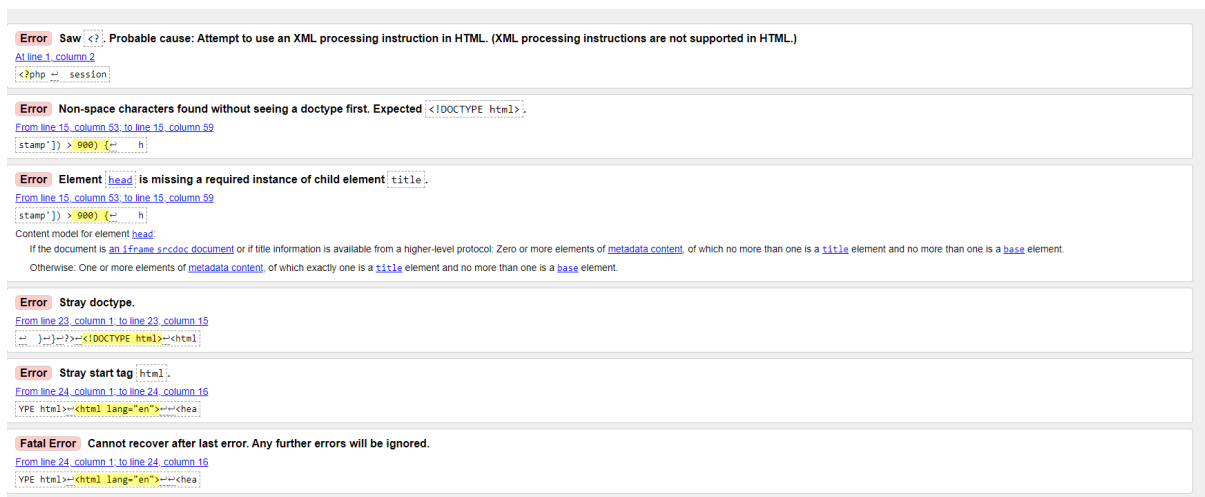 Error Saw <?. Probable cause: Attempt to use an XML processing instruction in HTML. (XML processing instructions are not supported in HTML.)
At line 1, column 2
<?php ↩  session
Error Non-space characters found without seeing a doctype first. Expected <!DOCTYPE html>.
From line 15, column 53; to line 15, column 59
stamp']) > 900) {↩    h
Error Element head is missing a required instance of child element title.
From line 15, column 53; to line 15, column 59
stamp']) > 900) {↩    h
Content model for element head:
If the document is an iframe srcdoc document or if title information is available from a higher-level protocol: Zero or more elements of metadata content, of which no more than one is a title element and no more than one is a base element.
Otherwise: One or more elements of metadata content, of which exactly one is a title element and no more than one is a base element.
Error Stray doctype.
From line 23, column 1; to line 23, column 15
↩  }↩}↩?>↩<!DOCTYPE html>↩<html
Error Stray start tag html.
From line 24, column 1; to line 24, column 16
YPE html>↩<html lang="en">↩↩<hea
Fatal Error Cannot recover after last error. Any further errors will be ignored.
From line 24, column 1; to line 24, column 16
YPE html>↩<html lang="en">↩↩<hea